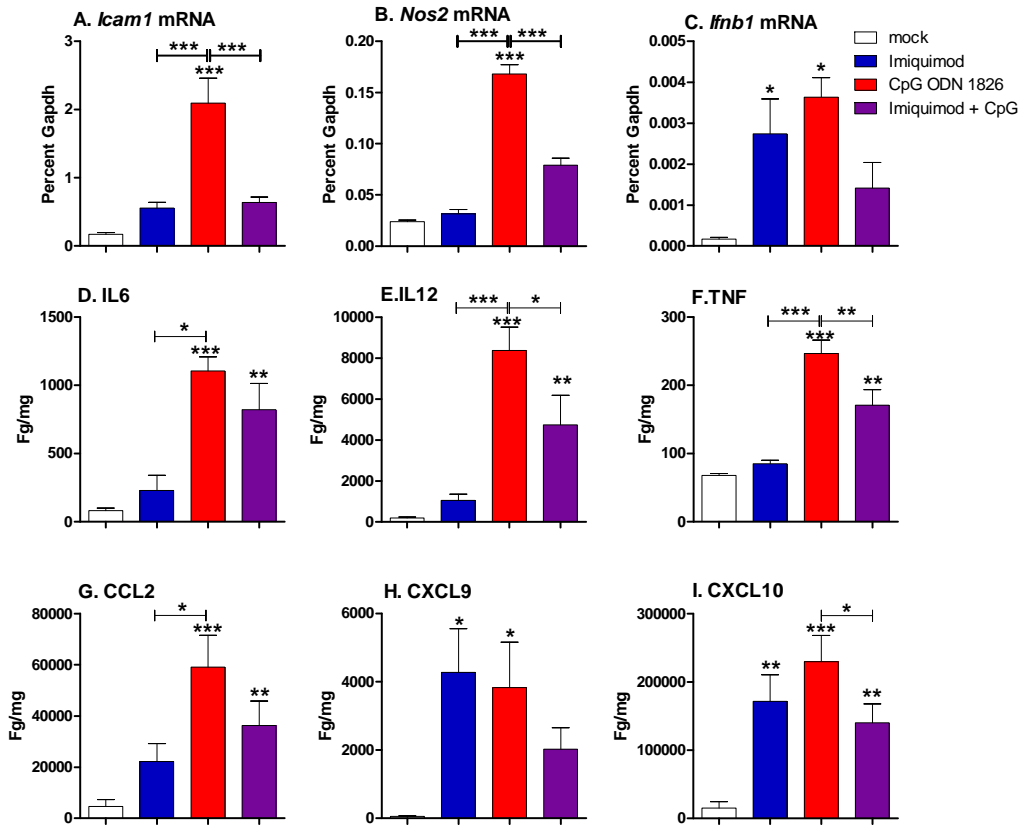 A. Icam1 mRNA
*** ***
***
3
2
1
0
Percent Gapdh
B. Nos2 mRNA
*** ***
***
0.20
0.15
0.10
0.05
0.00
Percent Gapdh
C. Ifnb1 mRNA
* *
0.005
0.004
0.003
0.002
0.001
0.000
Percent Gapdh
mock
Imiquimod
CpG ODN 1826
Imiquimod + CpG
D. IL6
*
***
**
1500
1000
500
0
Fg/mg
E.IL12
*** *
***
**
10000
8000
6000
4000
2000
0
Fg/mg
F.TNF
*** **
***
**
300
200
100
0
Fg/mg
G. CCL2
*
***
**
80000
60000
40000
20000
0
Fg/mg
H. CXCL9
* *
6000
4000
2000
0
Fg/mg
I. CXCL10
*
***
** **
300000
200000
100000
0
Fg/mg